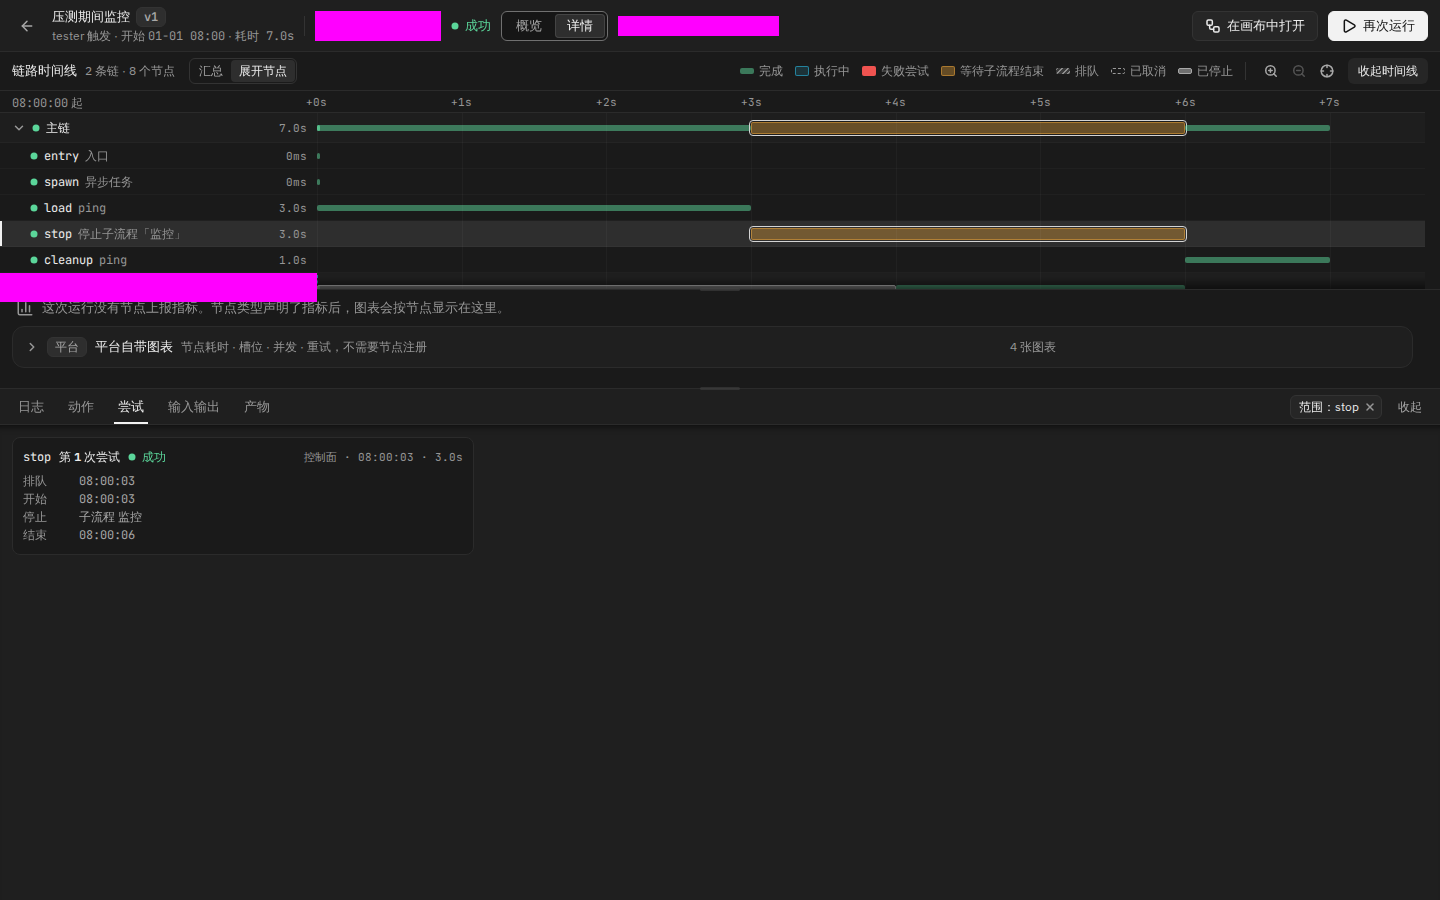 压测期间监控 v1
tester 触发 · 开始 01-01 08:00 · 耗时 7.0s
成功
概览 详情
在画布中打开
再次运行
链路时间线 2 条链 · 8 个节点 汇总 展开节点
完成 执行中 失败尝试 等待子流程结束 排队 已取消 已停止 收起时间线
08:00:00 起 +0s +1s +2s +3s +4s +5s +6s +7s
主链 7.0s
entry 入口 0ms
spawn 异步任务 0ms
load ping 3.0s
stop 停止子流程「监控」 3.0s
cleanup ping 1.0s
这次运行没有节点上报指标。节点类型声明了指标后，图表会按节点显示在这里。
平台 平台自带图表 节点耗时 · 槽位 · 并发 · 重试，不需要节点注册 4 张图表
日志 动作 尝试 输入输出 产物 范围：stop 收起
stop 第 1 次尝试 成功 控制面 · 08:00:03 · 3.0s
排队 08:00:03
开始 08:00:03
停止 子流程 监控
结束 08:00:06